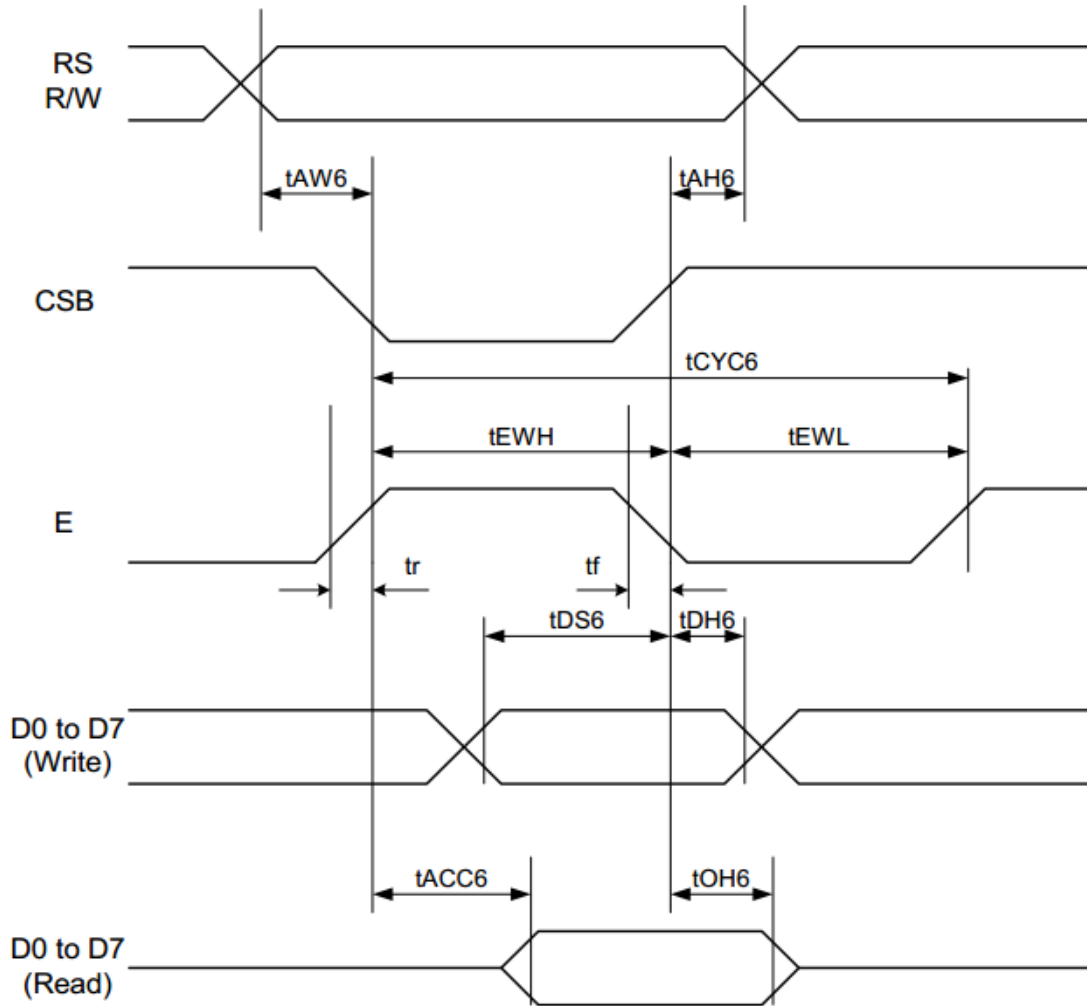 RS
R/W
tAW6
tAH6
CSB
tCYC6
tEWH
tEWL
E
tr
tf
tDS6
tDH6
D0 to D7
(Write)
tACC6
tOH6
D0 to D7
(Read)